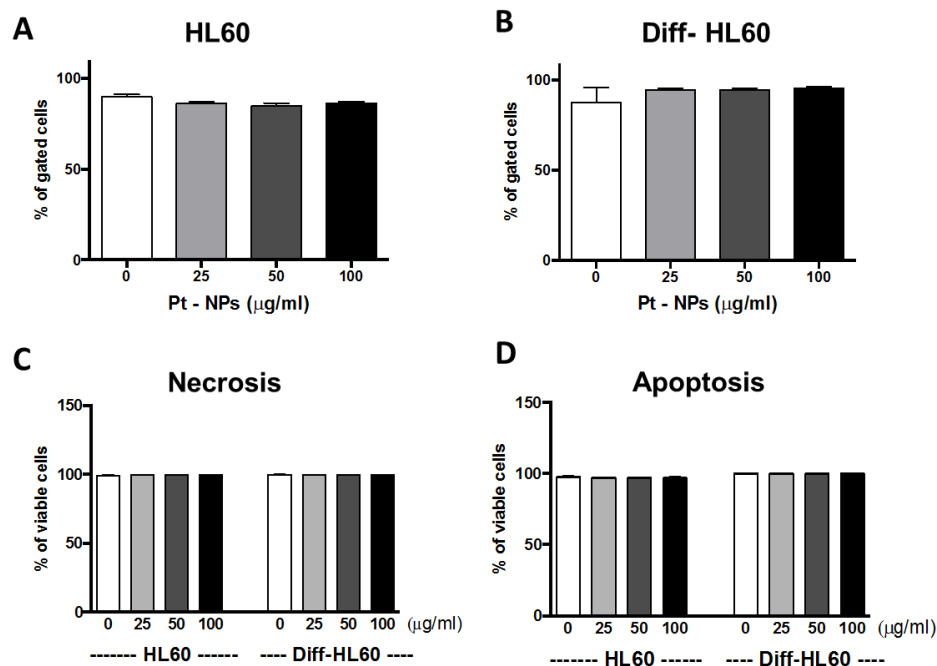 A
HL60
% of gated cells
100
50
0
0 25 50 100
Pt - NPs (μg/ml)
B
Diff- HL60
% of gated cells
100
50
0
0 25 50 100
Pt - NPs (μg/ml)
C
Necrosis
% of viable cells
150
100
50
0
0 25 50 100 0 25 50 100 (μg/ml)
------- HL60 ------ ---- Diff-HL60 ----
D
Apoptosis
% of viable cells
150
100
50
0
0 25 50 100 0 25 50 100 (μg/ml)
------- HL60 ------ ---- Diff-HL60 ----